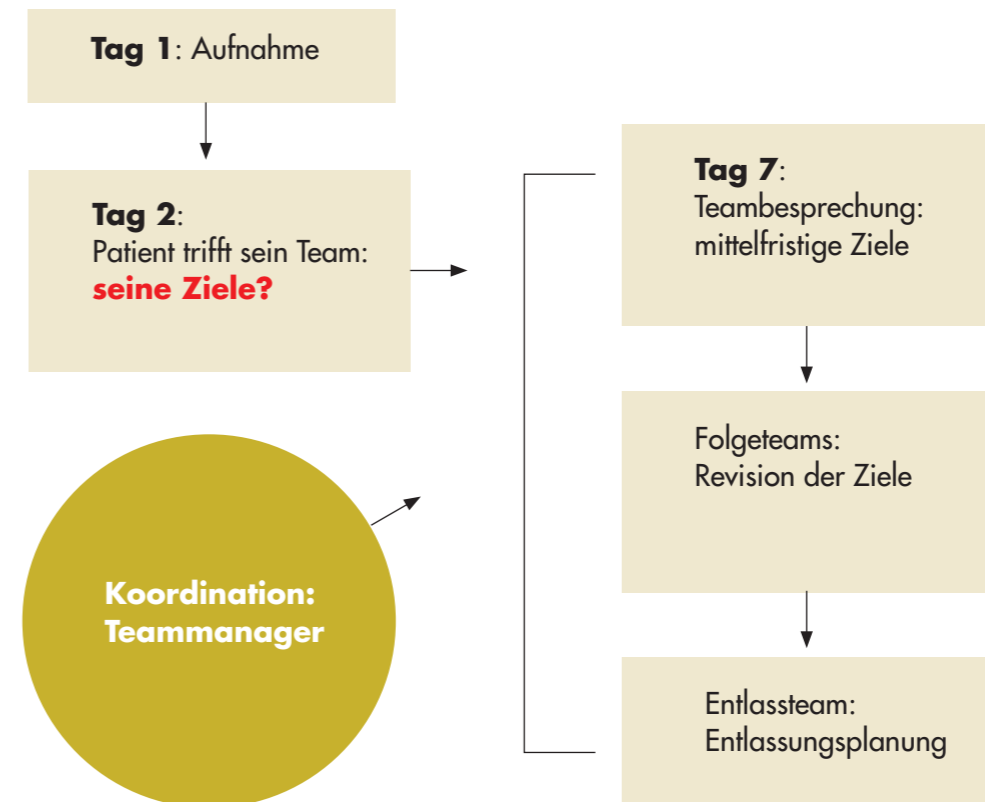 Tag 1: Aufnahme
Tag 2:
Patient trifft sein Team:
seine Ziele?
Koordination:
Teammanager
Tag 7:
Teambesprechung:
mittelfristige Ziele
Folgeteams:
Revision der Ziele
Entlassteam:
Entlassungsplanung